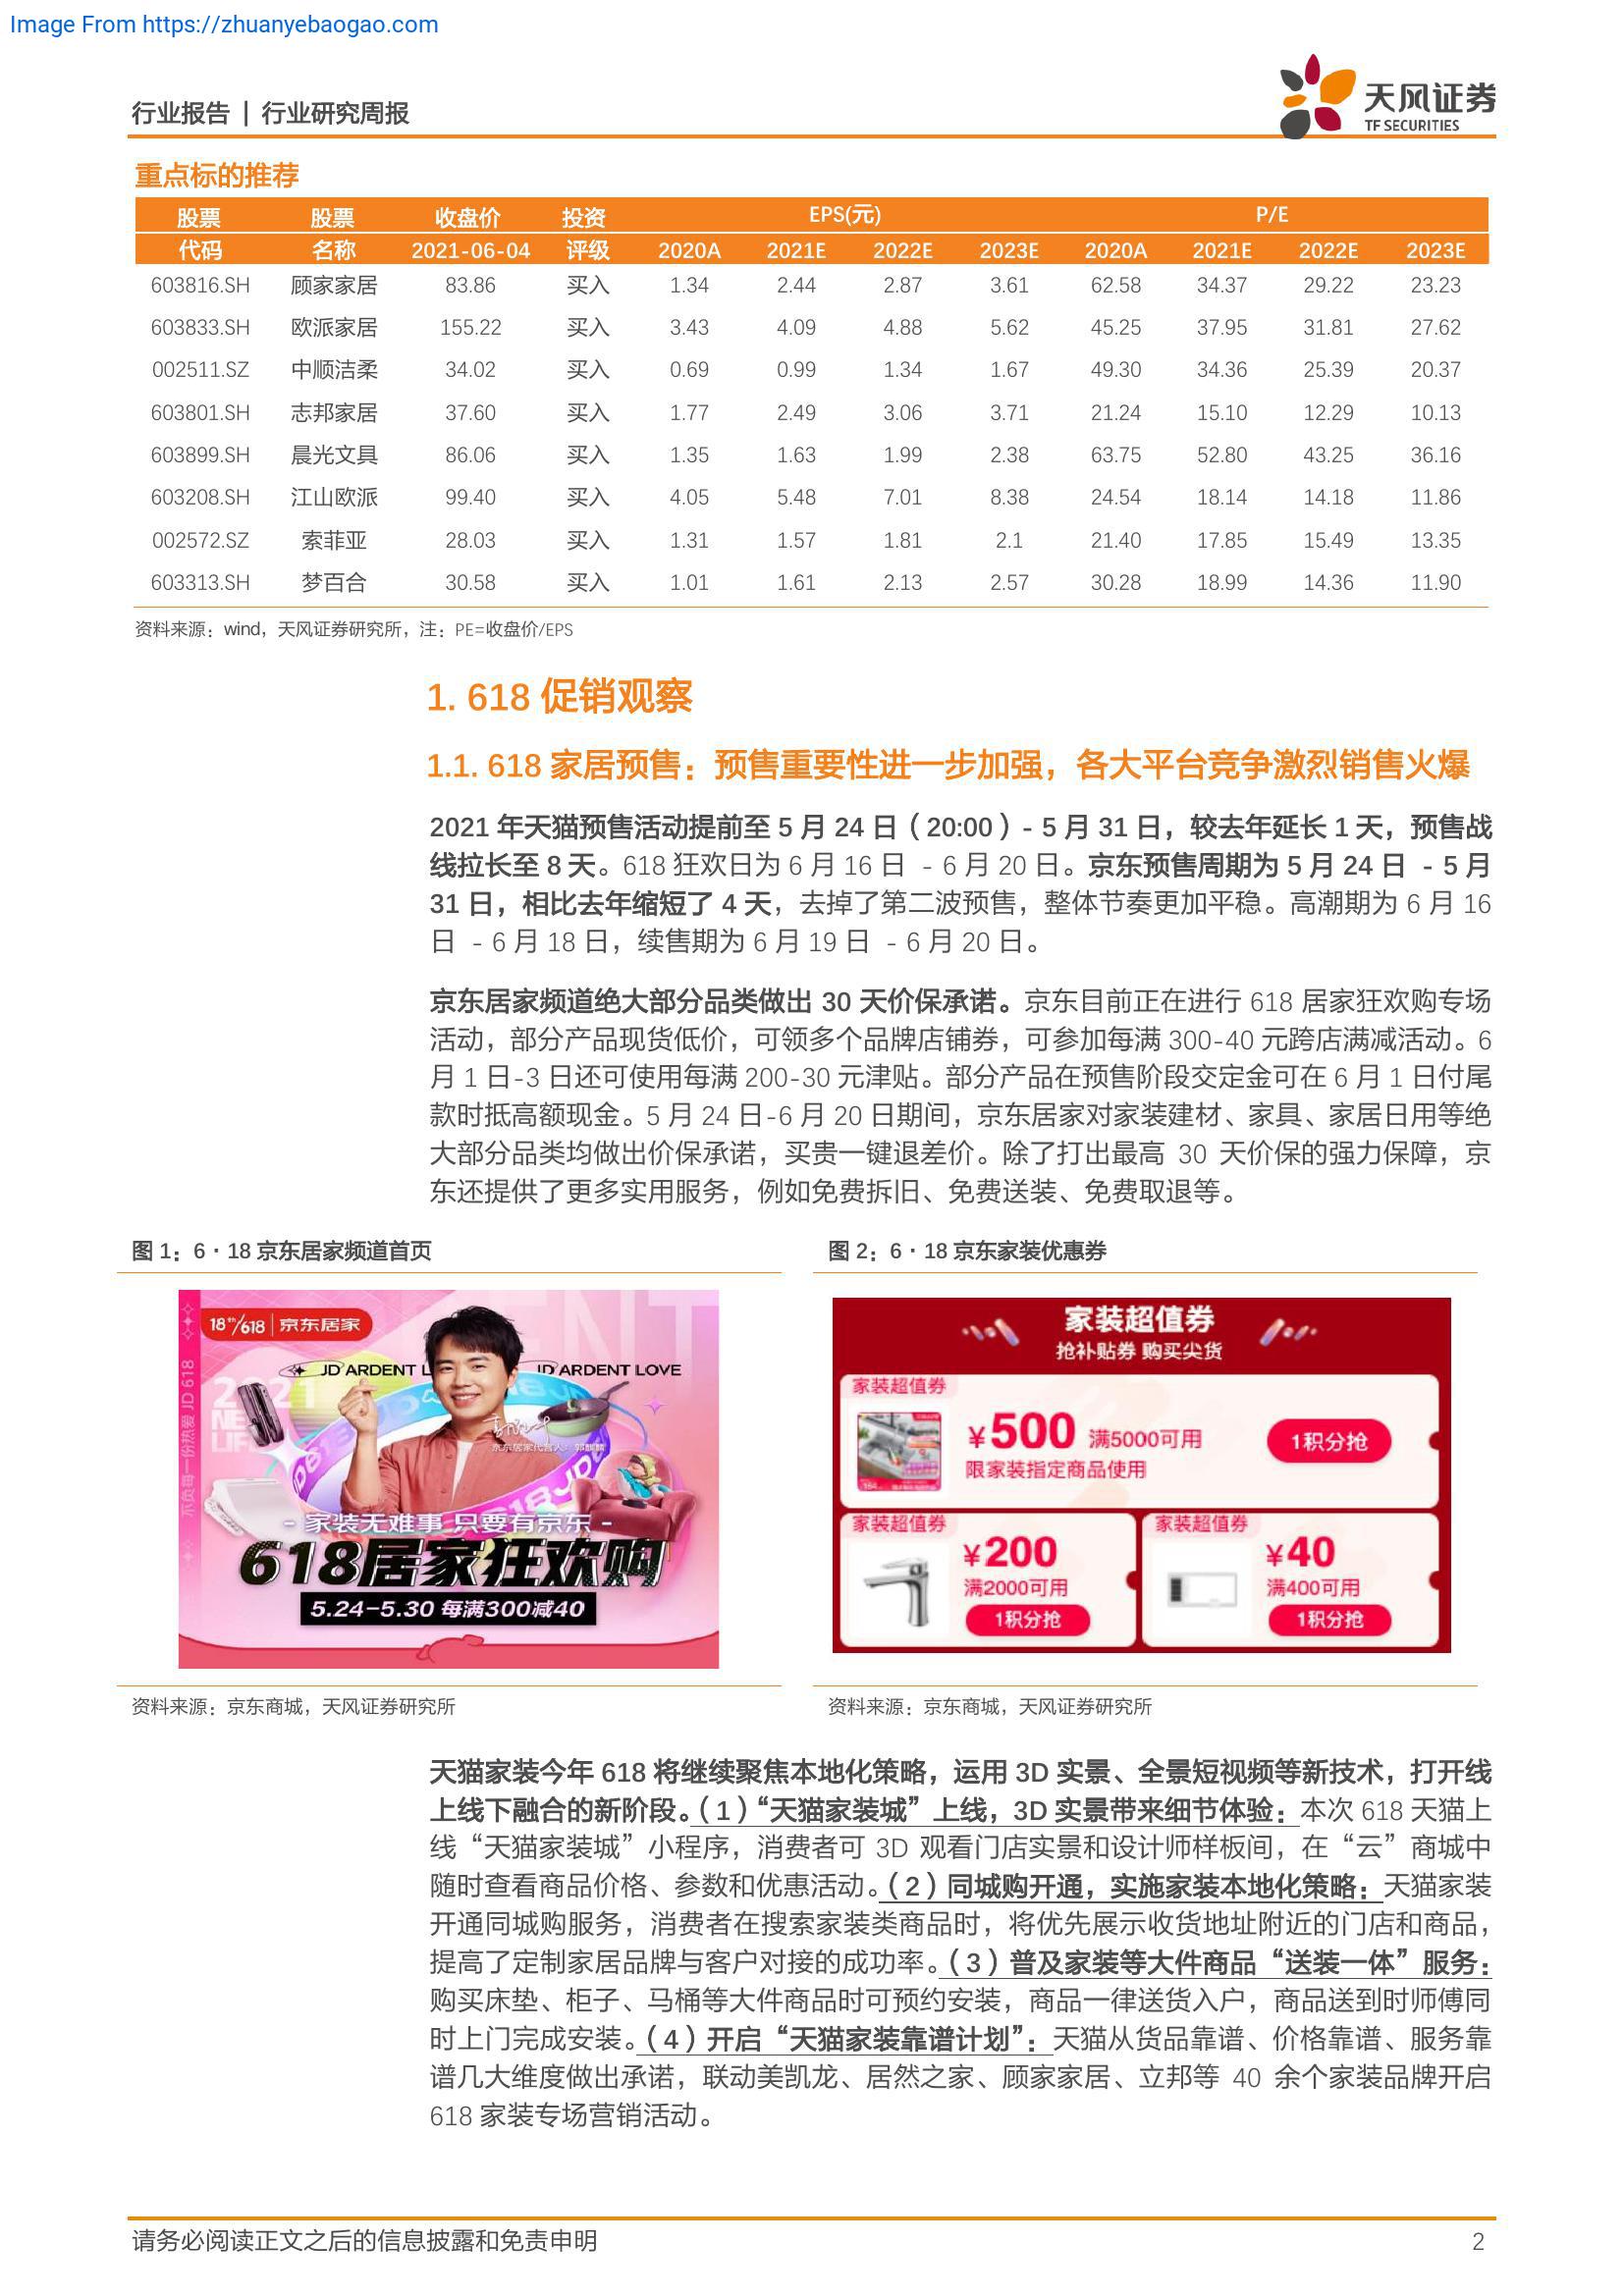 Image From https://zhuanyebaogao.com
行业报告 | 行业研究周报
天风证券
TF SECURITIES
重点标的推荐
股票 股票 收盘价 投资 EPS(元) P/E
代码 名称 2021-06-04 评级 2020A 2021E 2022E 2023E 2020A 2021E 2022E 2023E
603816.SH 顾家家居 83.86 买入 1.34 2.44 2.87 3.61 62.58 34.37 29.22 23.23
603833.SH 欧派家居 155.22 买入 3.43 4.09 4.88 5.62 45.25 37.95 31.81 27.62
002511.SZ 中顺洁柔 34.02 买入 0.69 0.99 1.34 1.67 49.30 34.36 25.39 20.37
603801.SH 志邦家居 37.60 买入 1.77 2.49 3.06 3.71 21.24 15.10 12.29 10.13
603899.SH 晨光文具 86.06 买入 1.35 1.63 1.99 2.38 63.75 52.80 43.25 36.16
603208.SH 江山欧派 99.40 买入 4.05 5.48 7.01 8.38 24.54 18.14 14.18 11.86
002572.SZ 索菲亚 28.03 买入 1.31 1.57 1.81 2.1 21.40 17.85 15.49 13.35
603313.SH 梦百合 30.58 买入 1.01 1.61 2.13 2.57 30.28 18.99 14.36 11.90
资料来源：wind，天风证券研究所，注：PE=收盘价/EPS
1. 618 促销观察
1.1. 618 家居预售：预售重要性进一步加强，各大平台竞争激烈销售火爆
2021 年天猫预售活动提前至 5 月 24 日（20:00）- 5 月 31 日，较去年延长 1 天，预售战
线拉长至 8 天。618 狂欢日为 6 月 16 日 - 6 月 20 日。京东预售周期为 5 月 24 日 - 5 月
31 日，相比去年缩短了 4 天，去掉了第二波预售，整体节奏更加平稳。高潮期为 6 月 16
日 - 6 月 18 日，续售期为 6 月 19 日 - 6 月 20 日。
京东居家频道绝大部分品类做出 30 天价保承诺。京东目前正在进行 618 居家狂欢购专场
活动，部分产品现货低价，可领多个品牌店铺券，可参加每满 300-40 元跨店满减活动。6
月 1 日-3 日还可使用每满 200-30 元津贴。部分产品在预售阶段交定金可在 6 月 1 日付尾
款时抵高额现金。5 月 24 日-6 月 20 日期间，京东居家对家装建材、家具、家居日用等绝
大部分品类均做出价保承诺，买贵一键退差价。除了打出最高 30 天价保的强力保障，京
东还提供了更多实用服务，例如免费拆旧、免费送装、免费取退等。
图 1：6·18 京东居家频道首页
18th/618 | 京东居家
JD ARDENT L
JD ARDENT LOVE
2021
NE
LIF
不负每一份热爱 JD 618
京东居家代言人：郭麒麟
618JD
- 家装无难事 只要有京东 -
618居家狂欢购
5.24-5.30 每满300减40
资料来源：京东商城，天风证券研究所
图 2：6·18 京东家装优惠券
家装超值券
抢补贴券 购买尖货
家装超值券
¥500 满5000可用
限家装指定商品使用
1积分抢
家装超值券
¥200
满2000可用
1积分抢
家装超值券
¥40
满400可用
1积分抢
资料来源：京东商城，天风证券研究所
天猫家装今年 618 将继续聚焦本地化策略，运用 3D 实景、全景短视频等新技术，打开线
上线下融合的新阶段。（1）“天猫家装城”上线，3D 实景带来细节体验：本次 618 天猫上
线“天猫家装城”小程序，消费者可 3D 观看门店实景和设计师样板间，在“云”商城中
随时查看商品价格、参数和优惠活动。（2）同城购开通，实施家装本地化策略：天猫家装
开通同城购服务，消费者在搜索家装类商品时，将优先展示收货地址附近的门店和商品，
提高了定制家居品牌与客户对接的成功率。（3）普及家装等大件商品“送装一体”服务：
购买床垫、柜子、马桶等大件商品时可预约安装，商品一律送货入户，商品送到时师傅同
时上门完成安装。（4）开启“天猫家装靠谱计划”：天猫从货品靠谱、价格靠谱、服务靠
谱几大维度做出承诺，联动美凯龙、居然之家、顾家家居、立邦等 40 余个家装品牌开启
618 家装专场营销活动。
请务必阅读正文之后的信息披露和免责申明
2